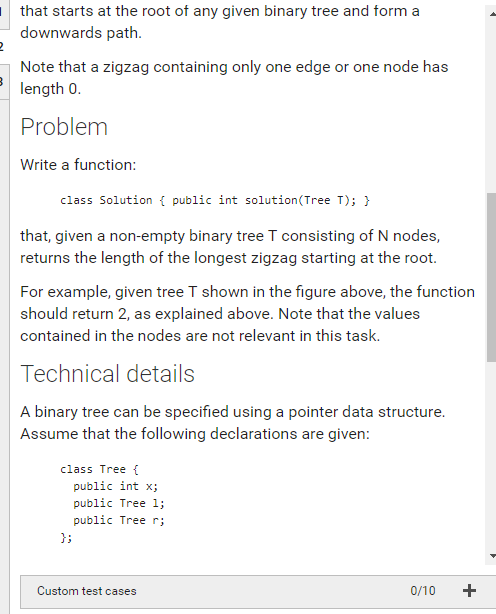 that starts at the root of any given binary tree and form a
downwards path.
2
Note that a zigzag containing only one edge or one node has
length 0.
3
Problem
Write a function:
class Solution { public int solution(Tree T); }
that, given a non-empty binary tree T consisting of N nodes,
returns the length of the longest zigzag starting at the root.
For example, given tree T shown in the figure above, the function
should return 2, as explained above. Note that the values
contained in the nodes are not relevant in this task.
Technical details
A binary tree can be specified using a pointer data structure.
Assume that the following declarations are given:
class Tree {
public int x;
public Tree l;
public Tree r;
};
Custom test cases 0/10 +